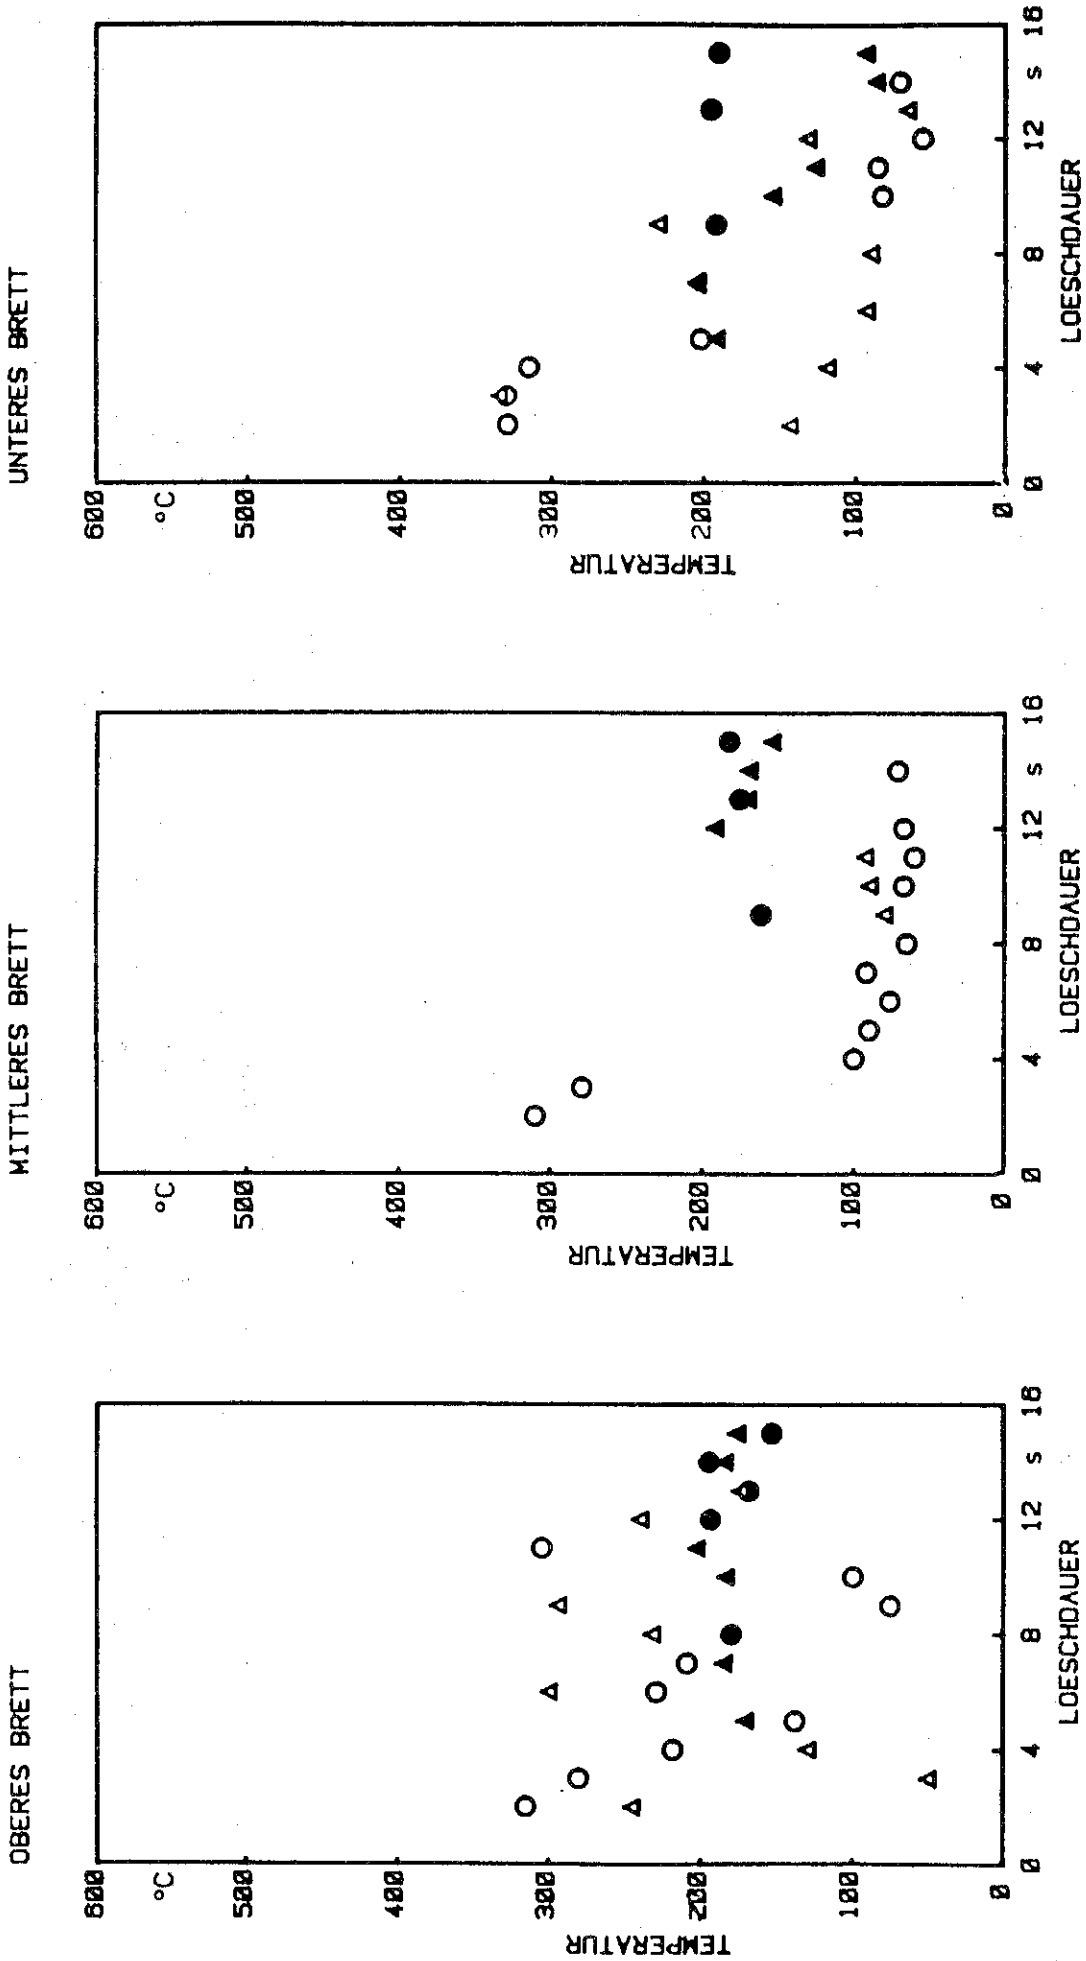 OBERES BRETT
600
°C
500
400
300
200
100
0
TEMPERATUR
0
4
8
12
s
16
LOESCHDAUER
MITTLERES BRETT
600
°C
500
400
300
200
100
0
TEMPERATUR
0
4
8
12
s
16
LOESCHDAUER
UNTERES BRETT
600
°C
500
400
300
200
100
0
TEMPERATUR
0
4
8
12
s
16
LOESCHDAUER